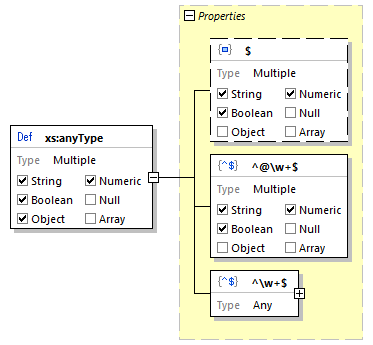 Properties
{} $
Type Multiple
String Numeric
Boolean Null
Object Array
Def xs:anyType
Type Multiple
String Numeric
Boolean Null
Object Array
{^$} ^@\w+$
Type Multiple
String Numeric
Boolean Null
Object Array
{^$} ^\w+$
Type Any